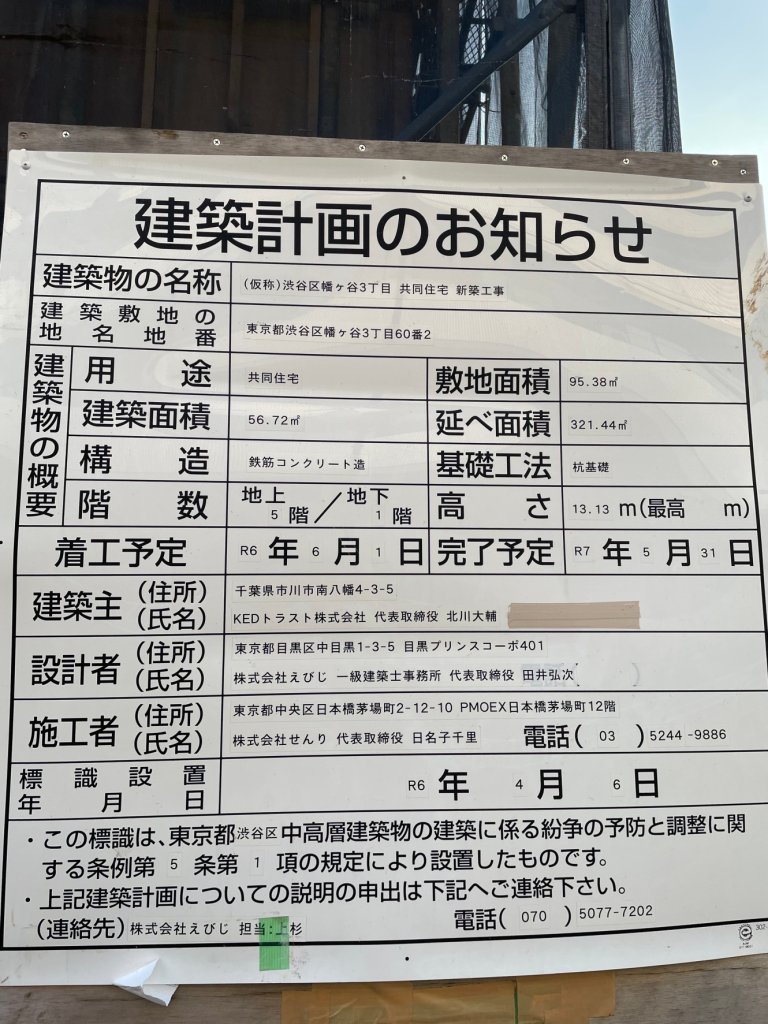 建築計画のお知らせ
建築物の名称 (仮称)渋谷区幡ヶ谷3丁目 共同住宅 新築工事
建築敷地の地名地番 東京都渋谷区幡ヶ谷3丁目60番2
建築物の概要
用途 共同住宅 敷地面積 95.38㎡
建築面積 56.72㎡ 延べ面積 321.44㎡
構造 鉄筋コンクリート造 基礎工法 杭基礎
階数 地上5階/地下1階 高さ 13.13 m(最高 m)
着工予定 R6年6月1日 完了予定 R7年5月31日
建築主 (住所) 千葉県市川市南八幡4-3-5
(氏名) KEDトラスト株式会社 代表取締役 北川大輔
設計者 (住所) 東京都目黒区中目黒1-3-5 目黒プリンスコーポ401
(氏名) 株式会社えびじ 一級建築士事務所 代表取締役 田井弘次
施工者 (住所) 東京都中央区日本橋茅場町2-12-10 PMOEX日本橋茅場町12階
(氏名) 株式会社せんり 代表取締役 日名子千里 電話(03)5244-9886
標識設置年月日 R6年4月6日
・この標識は、東京都渋谷区中高層建築物の建築に係る紛争の予防と調整に関
する条例第5条第1項の規定により設置したものです。
・上記建築計画についての説明の申出は下記へご連絡下さい。
(連絡先)株式会社えびじ 担当:上杉 電話(070)5077-7202